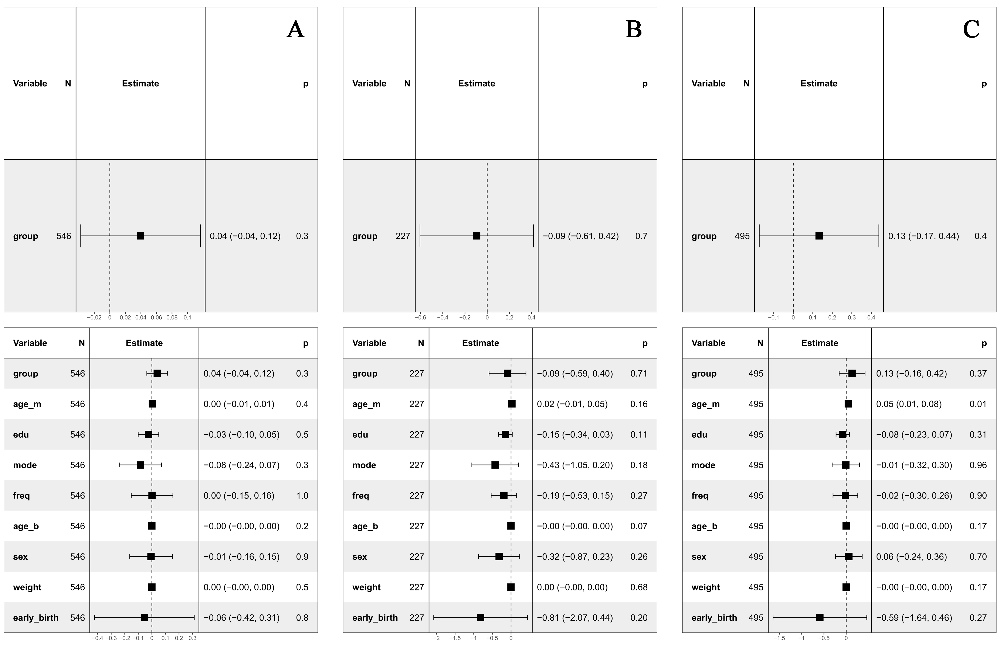 A
Variable N Estimate p
group 546 0.04 (−0.04, 0.12) 0.3
−0.02 0 0.02 0.04 0.06 0.08 0.1
B
Variable N Estimate p
group 227 −0.09 (−0.61, 0.42) 0.7
−0.6 −0.4 −0.2 0 0.2 0.4
C
Variable N Estimate p
group 495 0.13 (−0.17, 0.44) 0.4
−0.1 0 0.1 0.2 0.3 0.4
Variable N Estimate p
group 546 0.04 (−0.04, 0.12) 0.3
age_m 546 0.00 (−0.01, 0.01) 0.4
edu 546 −0.03 (−0.10, 0.05) 0.5
mode 546 −0.08 (−0.24, 0.07) 0.3
freq 546 0.00 (−0.15, 0.16) 1.0
age_b 546 −0.00 (−0.00, 0.00) 0.2
sex 546 −0.01 (−0.16, 0.15) 0.9
weight 546 0.00 (−0.00, 0.00) 0.5
early_birth 546 −0.06 (−0.42, 0.31) 0.8
−0.4 −0.3 −0.2 −0.1 0 0.1 0.2 0.3
Variable N Estimate p
group 227 −0.09 (−0.59, 0.40) 0.71
age_m 227 0.02 (−0.01, 0.05) 0.16
edu 227 −0.15 (−0.34, 0.03) 0.11
mode 227 −0.43 (−1.05, 0.20) 0.18
freq 227 −0.19 (−0.53, 0.15) 0.27
age_b 227 −0.00 (−0.00, 0.00) 0.07
sex 227 −0.32 (−0.87, 0.23) 0.26
weight 227 0.00 (−0.00, 0.00) 0.68
early_birth 227 −0.81 (−2.07, 0.44) 0.20
−2 −1.5 −1 −0.5 0
Variable N Estimate p
group 495 0.13 (−0.16, 0.42) 0.37
age_m 495 0.05 (0.01, 0.08) 0.01
edu 495 −0.08 (−0.23, 0.07) 0.31
mode 495 −0.01 (−0.32, 0.30) 0.96
freq 495 −0.02 (−0.30, 0.26) 0.90
age_b 495 −0.00 (−0.00, 0.00) 0.17
sex 495 0.06 (−0.24, 0.36) 0.70
weight 495 −0.00 (−0.00, 0.00) 0.17
early_birth 495 −0.59 (−1.64, 0.46) 0.27
−1.5 −1 −0.5 0